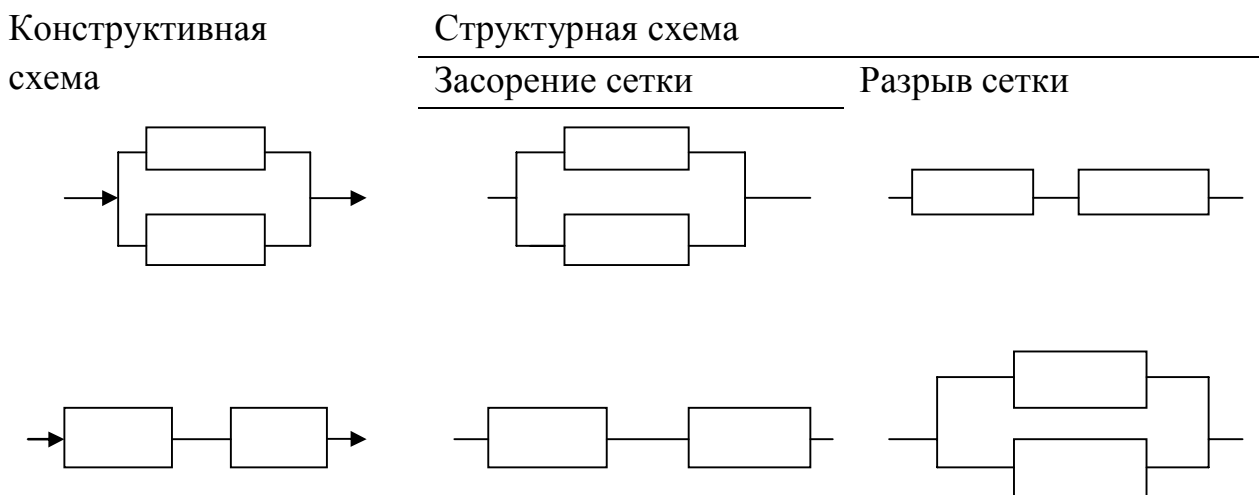 Конструктивная
схема
Структурная схема
Засорение сетки
Разрыв сетки